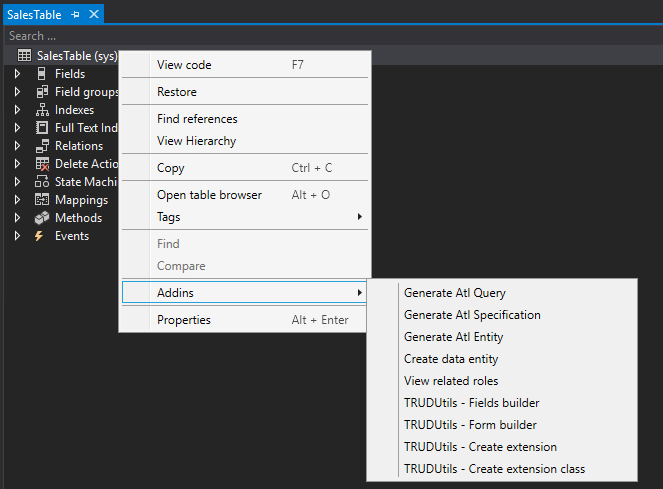 SalesTable
Search ...
SalesTable (sys)
Fields
Field groups
Indexes
Full Text Ind
Relations
Delete Actio
State Machi
Mappings
Methods
Events
View code F7
Restore
Find references
View Hierarchy
Copy Ctrl + C
Open table browser Alt + O
Tags
Find
Compare
Addins
Properties Alt + Enter
Generate Atl Query
Generate Atl Specification
Generate Atl Entity
Create data entity
View related roles
TRUDUtils - Fields builder
TRUDUtils - Form builder
TRUDUtils - Create extension
TRUDUtils - Create extension class